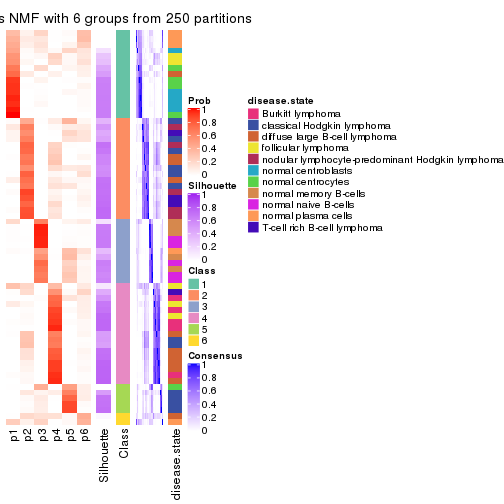 s NMF with 6 groups from 250 partitions
Prob
1
0.8
0.6
0.4
0.2
0
Silhouette
1
0.8
0.6
0.4
0.2
0
Class
1
2
3
4
5
6
Consensus
1
0.8
0.6
0.4
0.2
0
disease.state
Burkitt lymphoma
classical Hodgkin lymphoma
diffuse large B-cell lymphoma
follicular lymphoma
nodular lymphocyte-predominant Hodgkin lymphoma
normal centroblasts
normal centrocytes
normal memory B-cells
normal naive B-cells
normal plasma cells
T-cell rich B-cell lymphoma
p1
p2
p3
p4
p5
p6
Silhouette
Class
disease.state